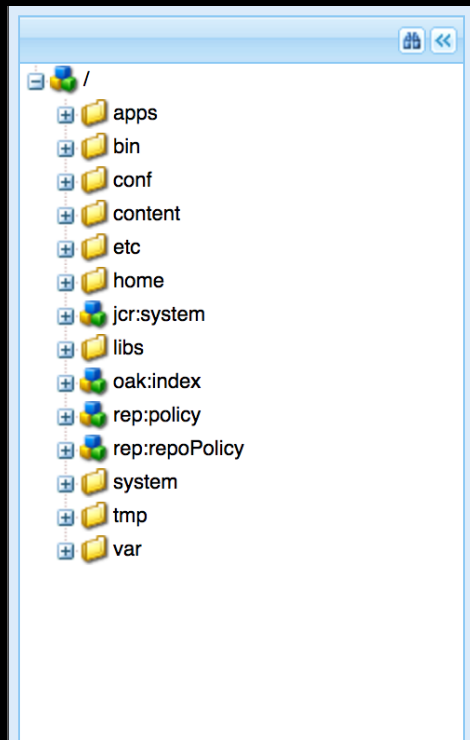 /
apps
bin
conf
content
etc
home
jcr:system
libs
oak:index
rep:policy
rep:repoPolicy
system
tmp
var